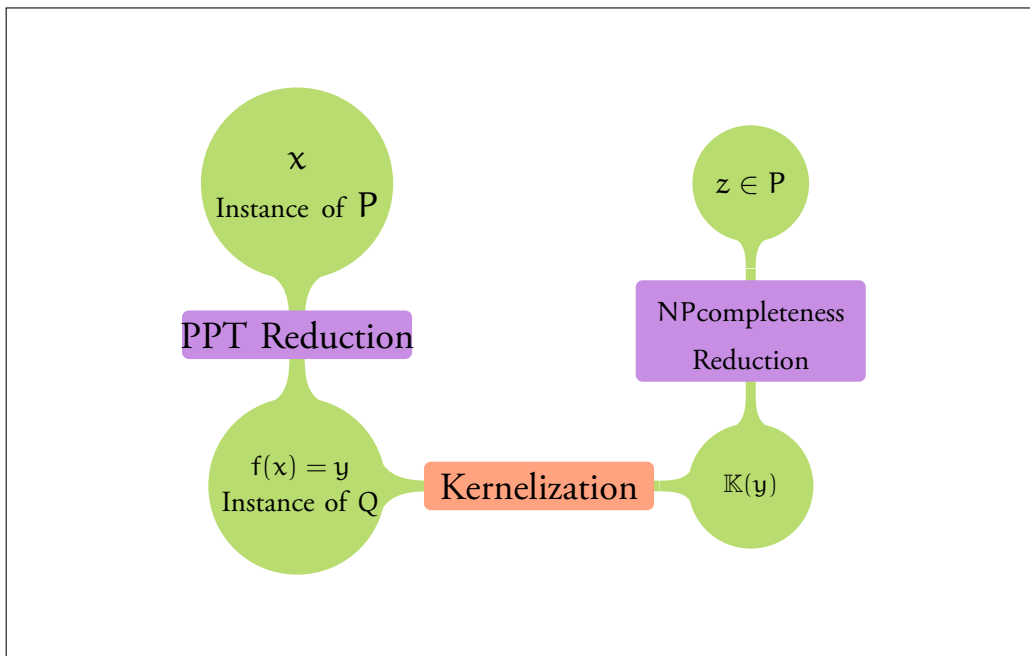 x
Instance of P
PPT Reduction
f(x) = y
Instance of Q
Kernelization
𝕂(y)
NPcompleteness
Reduction
z ∈ P